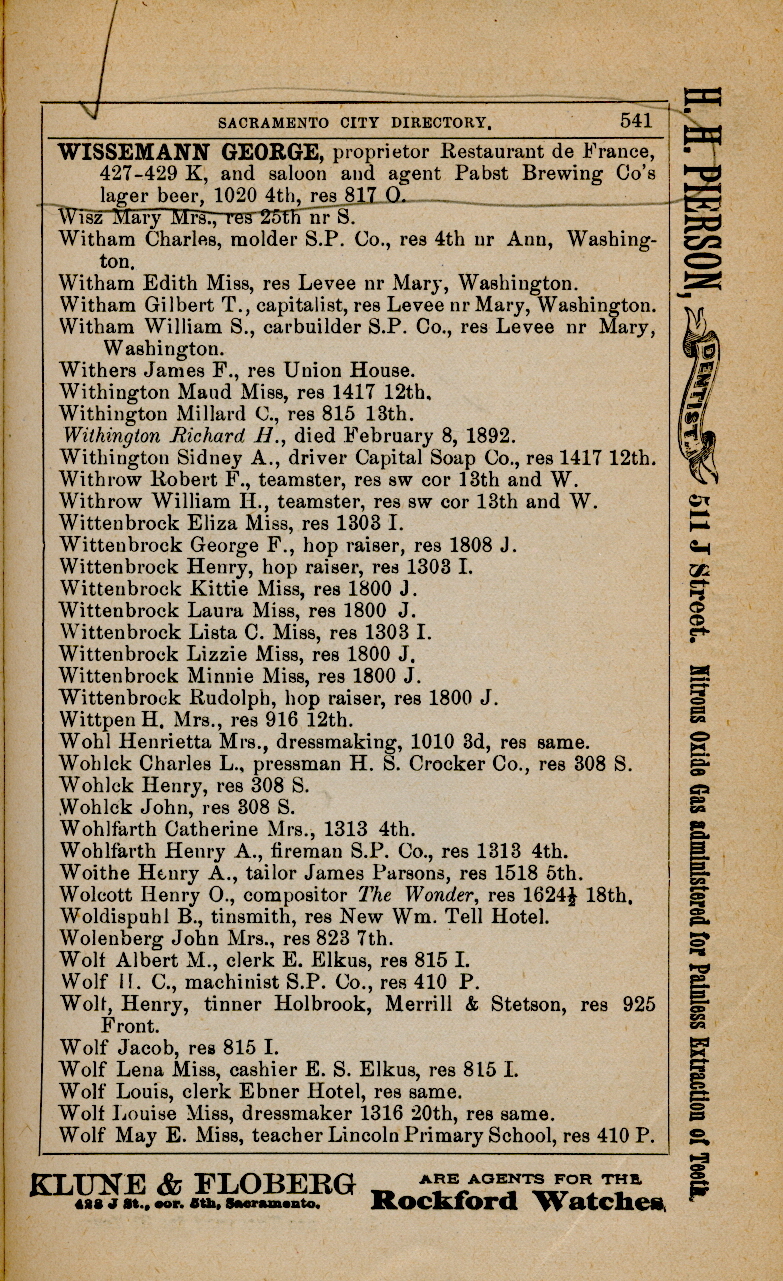 SACRAMENTO CITY DIRECTORY. 541
WISSEMANN GEORGE, proprietor Restaurant de France,
427-429 K, and saloon and agent Pabst Brewing Co's
lager beer, 1020 4th, res 817 O.
Wisz Mary Mrs., res 25th nr S.
Witham Charles, molder S.P. Co., res 4th nr Ann, Washing-
ton.
Witham Edith Miss, res Levee nr Mary, Washington.
Witham Gilbert T., capitalist, res Levee nr Mary, Washington.
Witham William S., carbuilder S.P. Co., res Levee nr Mary,
Washington.
Withers James F., res Union House.
Withington Maud Miss, res 1417 12th.
Withington Millard C., res 815 13th.
Withington Richard H., died February 8, 1892.
Withington Sidney A., driver Capital Soap Co., res 1417 12th.
Withrow Robert F., teamster, res sw cor 13th and W.
Withrow William H., teamster, res sw cor 13th and W.
Wittenbrock Eliza Miss, res 1303 I.
Wittenbrock George F., hop raiser, res 1808 J.
Wittenbrock Henry, hop raiser, res 1303 I.
Wittenbrock Kittie Miss, res 1800 J.
Wittenbrock Laura Miss, res 1800 J.
Wittenbrock Lista C. Miss, res 1303 I.
Wittenbrock Lizzie Miss, res 1800 J.
Wittenbrock Minnie Miss, res 1800 J.
Wittenbrock Rudolph, hop raiser, res 1800 J.
Wittpen H. Mrs., res 916 12th.
Wohl Henrietta Mrs., dressmaking, 1010 3d, res same.
Wohlck Charles L., pressman H. S. Crocker Co., res 308 S.
Wohlck Henry, res 308 S.
Wohlck John, res 308 S.
Wohlfarth Catherine Mrs., 1313 4th.
Wohlfarth Henry A., fireman S.P. Co., res 1313 4th.
Woithe Henry A., tailor James Parsons, res 1518 5th.
Wolcott Henry O., compositor The Wonder, res 1624½ 18th.
Woldispuhl B., tinsmith, res New Wm. Tell Hotel.
Wolenberg John Mrs., res 823 7th.
Wolf Albert M., clerk E. Elkus, res 815 I.
Wolf H. C., machinist S.P. Co., res 410 P.
Wolf, Henry, tinner Holbrook, Merrill & Stetson, res 925
Front.
Wolf Jacob, res 815 I.
Wolf Lena Miss, cashier E. S. Elkus, res 815 I.
Wolf Louis, clerk Ebner Hotel, res same.
Wolf Louise Miss, dressmaker 1316 20th, res same.
Wolf May E. Miss, teacher Lincoln Primary School, res 410 P.
H. H. PIERSON, DENTIST. 511 J Street. Nitrous Oxide Gas administered for Painless Extraction of Teeth.
KLUNE & FLOBERG
428 J St., cor. 5th, Sacramento.
ARE AGENTS FOR THE
Rockford Watches.